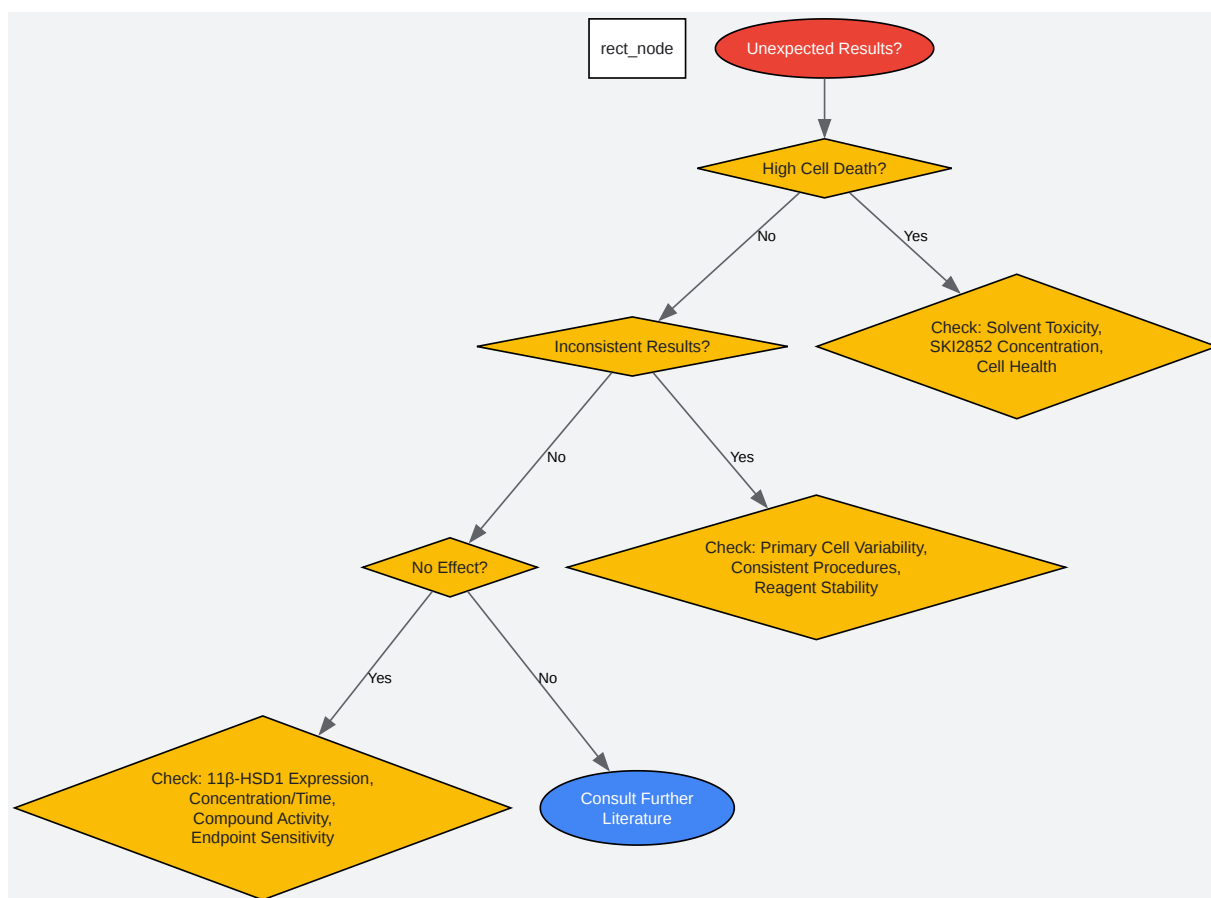 rect_node
Unexpected Results?
High Cell Death?
No
Yes
Inconsistent Results?
Check: Solvent Toxicity,
SKI2852 Concentration,
Cell Health
No
Yes
No Effect?
Check: Primary Cell Variability,
Consistent Procedures,
Reagent Stability
Yes
No
Check: 11β-HSD1 Expression,
Concentration/Time,
Compound Activity,
Endpoint Sensitivity
Consult Further
Literature